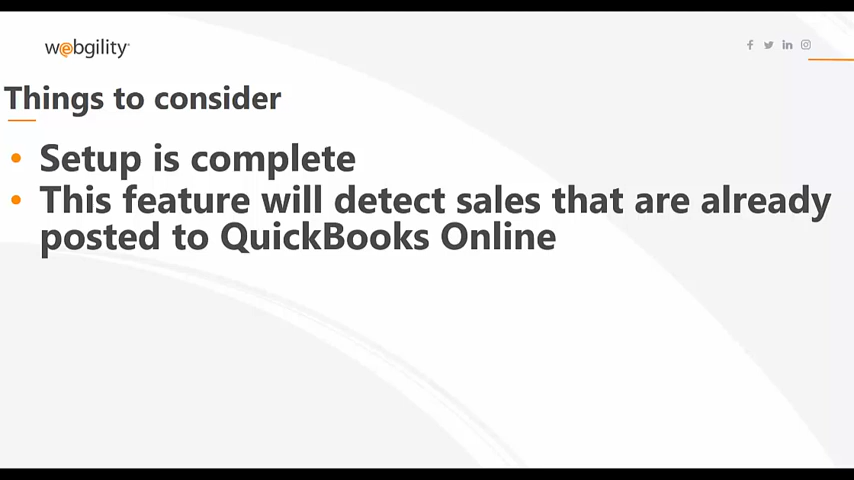 webgility
Things to consider
• Setup is complete
• This feature will detect sales that are already
posted to QuickBooks Online